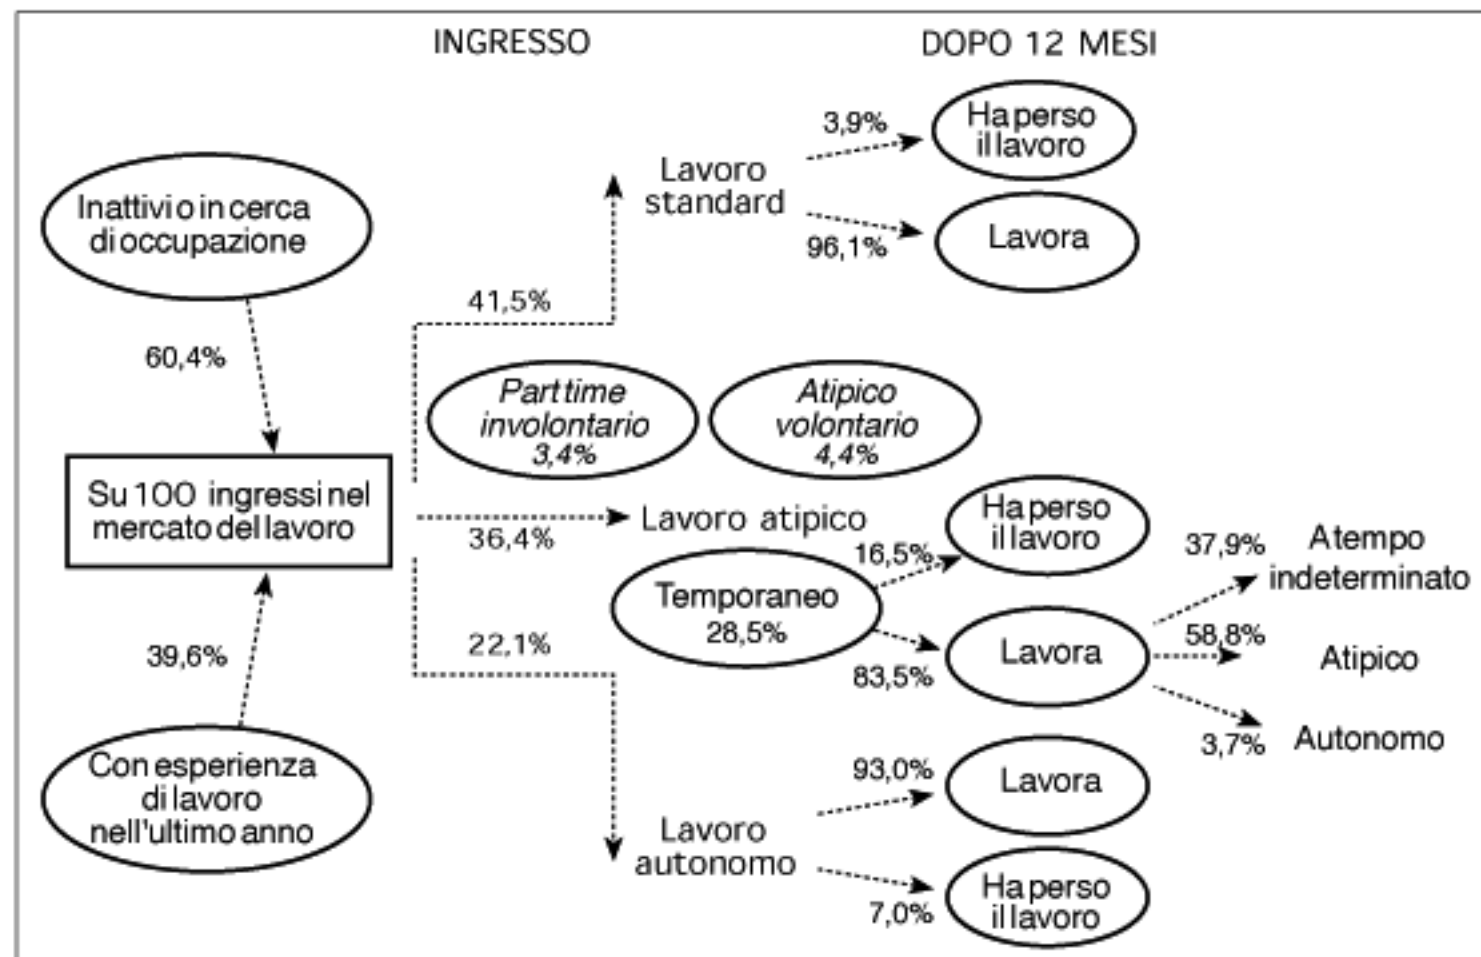 INGRESSO
DOPO 12 MESI
Inattivi o in cerca
di occupazione
60,4%
Su 100 ingressi nel
mercato del lavoro
39,6%
Con esperienza
di lavoro
nell'ultimo anno
41,5%
Lavoro
standard
3,9%
Ha perso
il lavoro
96,1%
Lavora
Part time
involontario
3,4%
Atipico
volontario
4,4%
36,4%
Lavoro atipico
Temporaneo
28,5%
16,5%
Ha perso
il lavoro
83,5%
Lavora
37,9%
A tempo
indeterminato
58,8%
Atipico
3,7%
Autonomo
22,1%
Lavoro
autonomo
93,0%
Lavora
7,0%
Ha perso
il lavoro